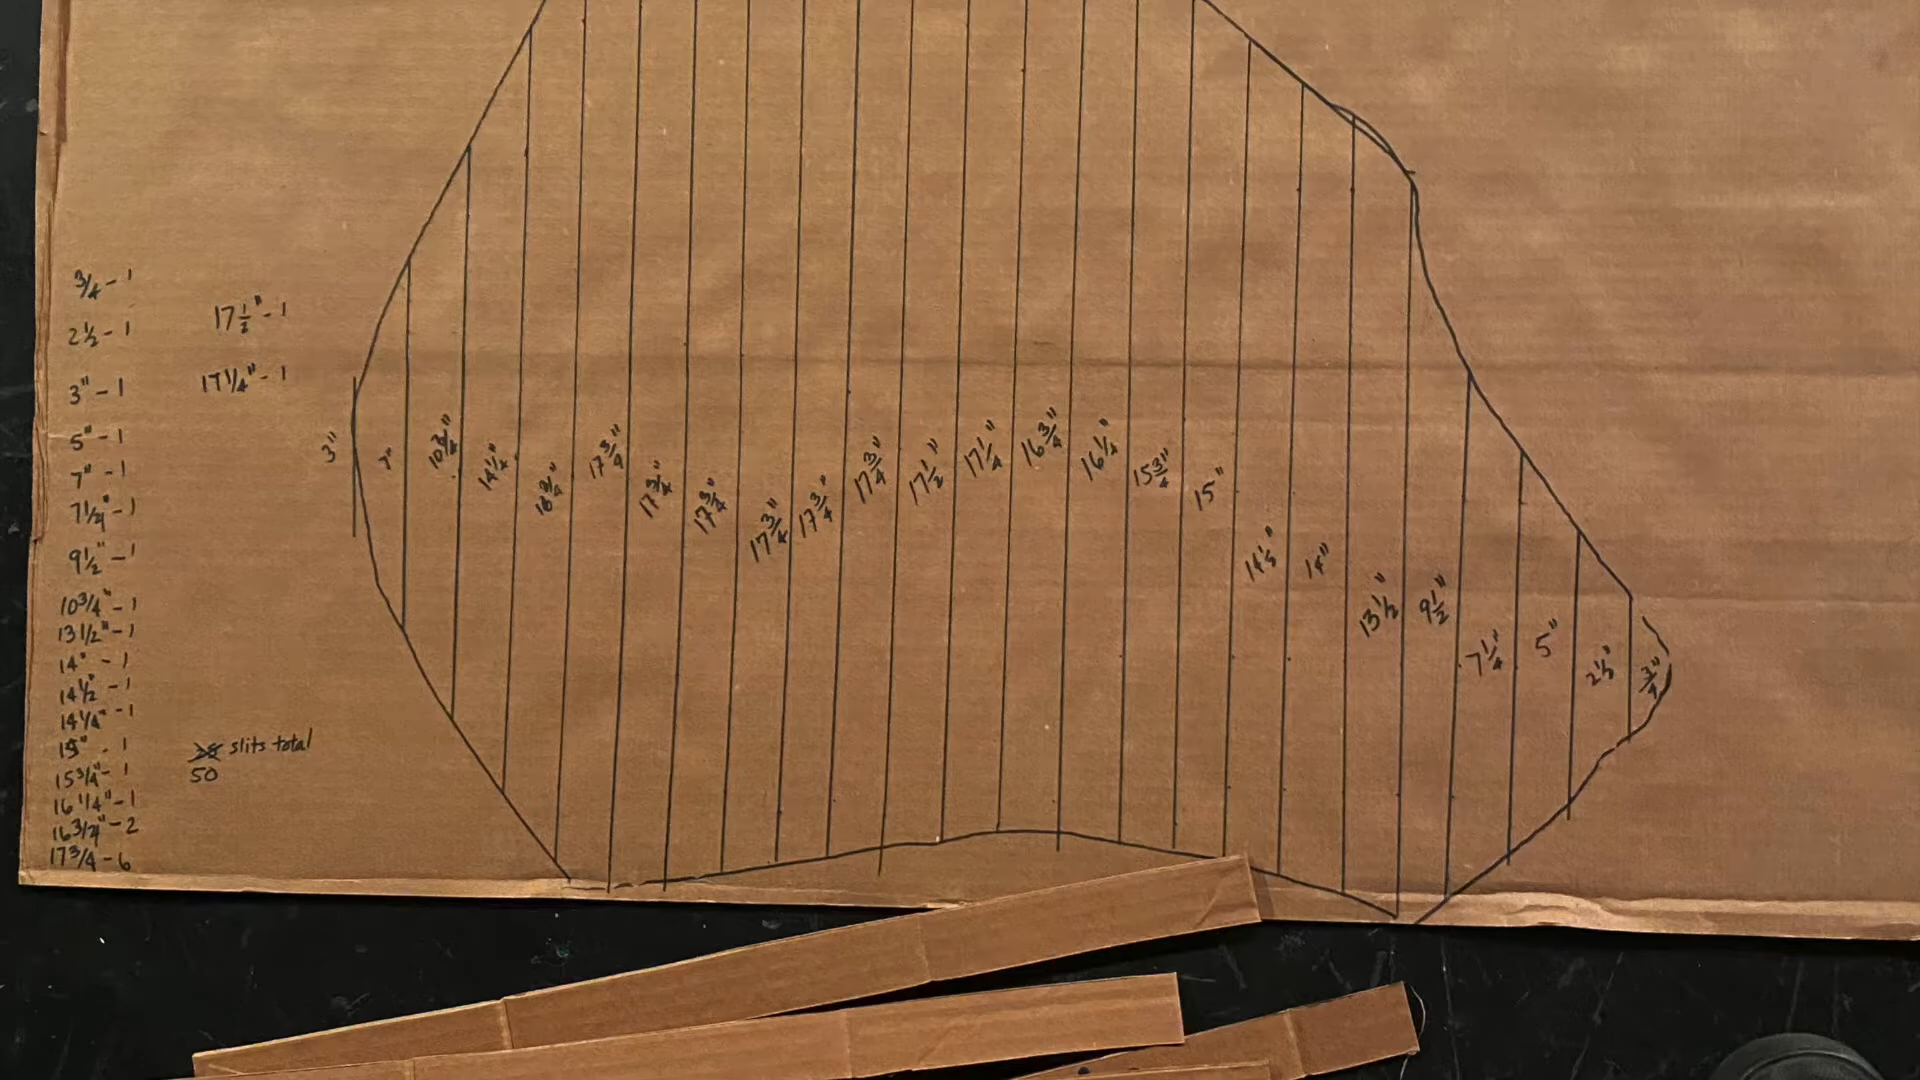 3/4 - 1
2 1/2 - 1
3" - 1
5" - 1
7" - 1
7 1/4" - 1
9 1/2" - 1
10 3/4" - 1
13 1/2" - 1
14" - 1
14 1/2 - 1
14 1/4" - 1
15" - 1
15 3/4" - 1
16 1/4" - 1
16 3/4" - 2
17 3/4 - 6
17 1/2" - 1
17 1/4" - 1
slits total
50
3"
7"
10 3/4"
14 1/4"
16 3/4"
17 3/4"
17 3/4"
17 3/4"
17 3/4"
17 3/4"
17 3/4"
17 1/2"
17 1/4"
16 3/4"
16 1/4"
15 3/4"
15"
14 1/2"
14"
13 1/2"
9 1/2"
7 1/4"
5"
2 1/2"
3/4"